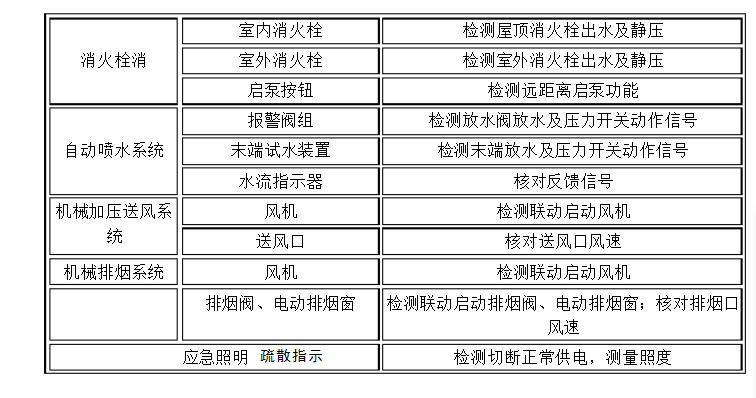 消火栓消
室内消火栓
检测屋顶消火栓出水及静压
室外消火栓
检测室外消火栓出水及静压
启泵按钮
检测远距离启泵功能
自动喷水系统
报警阀组
检测放水阀放水及压力开关动作信号
末端试水装置
检测末端放水及压力开关动作信号
水流指示器
核对反馈信号
机械加压送风系
统
风机
检测联动启动风机
送风口
核对送风口风速
机械排烟系统
风机
检测联动启动风机
排烟阀、电动排烟窗
检测联动启动排烟阀、电动排烟窗；核对排烟口
风速
应急照明 疏散指示
检测切断正常供电，测量照度